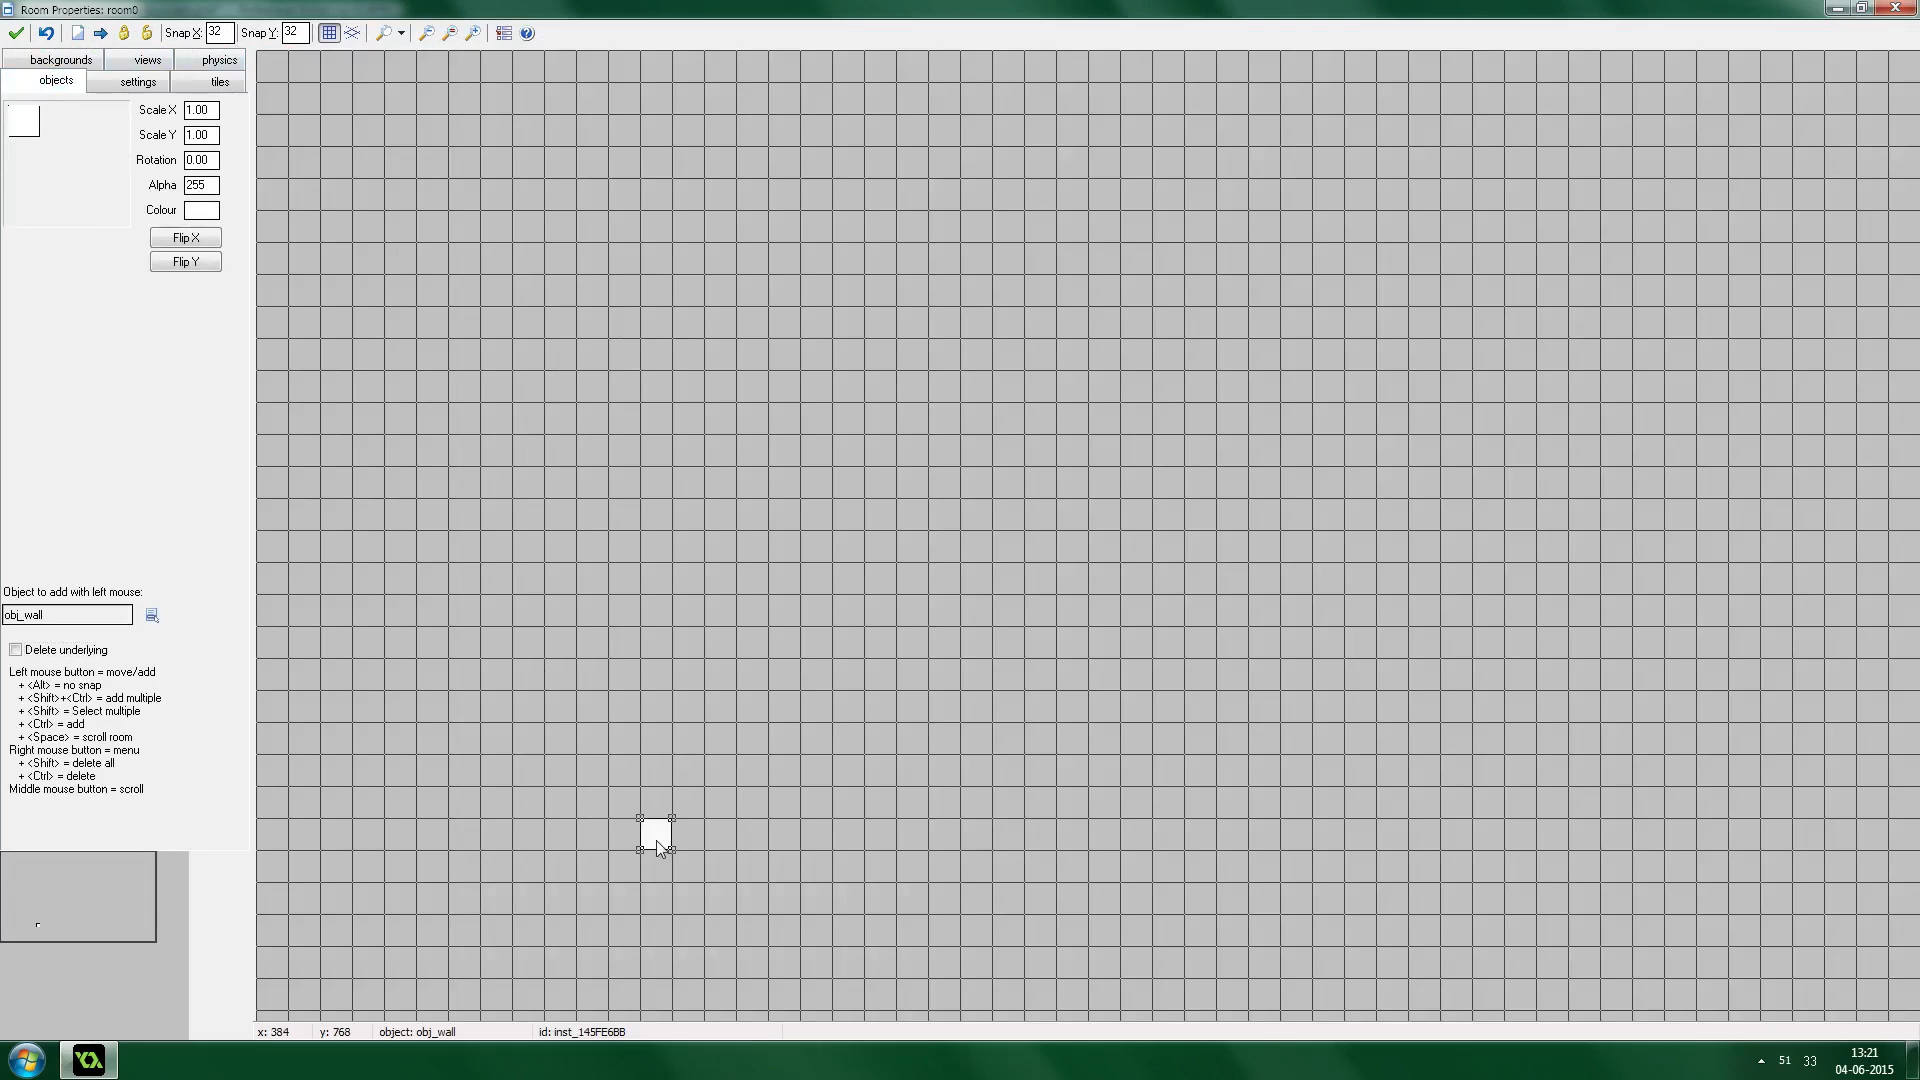 Room Properties: room0
Snap X: 32 Snap Y: 32
backgrounds views physics
objects settings tiles
Scale X 1.00
Scale Y 1.00
Rotation 0.00
Alpha 255
Colour
Flip X
Flip Y
Object to add with left mouse:
obj_wall
Delete underlying
Left mouse button = move/add
+ <Alt> = no snap
+ <Shift>+<Ctrl> = add multiple
+ <Shift> = Select multiple
+ <Ctrl> = add
+ <Space> = scroll room
Right mouse button = menu
+ <Shift> = delete all
+ <Ctrl> = delete
Middle mouse button = scroll
x: 384 y: 768 object: obj_wall id: inst_145FE6BB
51 33 13:21
04-06-2015